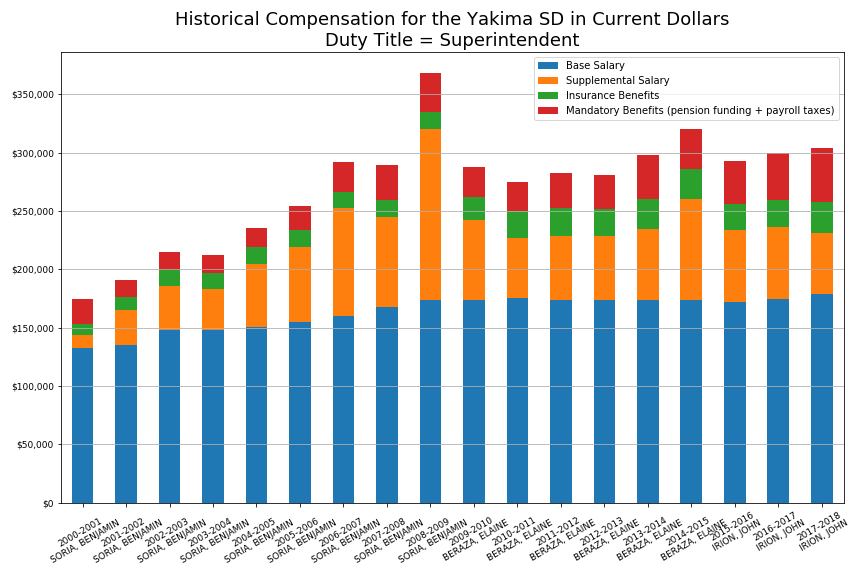 Historical Compensation for the Yakima SD in Current Dollars
Duty Title = Superintendent
Base Salary
Supplemental Salary
Insurance Benefits
Mandatory Benefits (pension funding + payroll taxes)
$350,000
$300,000
$250,000
$200,000
$150,000
$100,000
$50,000
$0
2000-2001
SORIA, BENJAMIN
2001-2002
SORIA, BENJAMIN
2002-2003
SORIA, BENJAMIN
2003-2004
SORIA, BENJAMIN
2004-2005
SORIA, BENJAMIN
2005-2006
SORIA, BENJAMIN
2006-2007
SORIA, BENJAMIN
2007-2008
SORIA, BENJAMIN
2008-2009
SORIA, BENJAMIN
2009-2010
BERAZA, ELAINE
2010-2011
BERAZA, ELAINE
2011-2012
BERAZA, ELAINE
2012-2013
BERAZA, ELAINE
2013-2014
BERAZA, ELAINE
2014-2015
BERAZA, ELAINE
2015-2016
IRION, JOHN
2016-2017
IRION, JOHN
2017-2018
IRION, JOHN